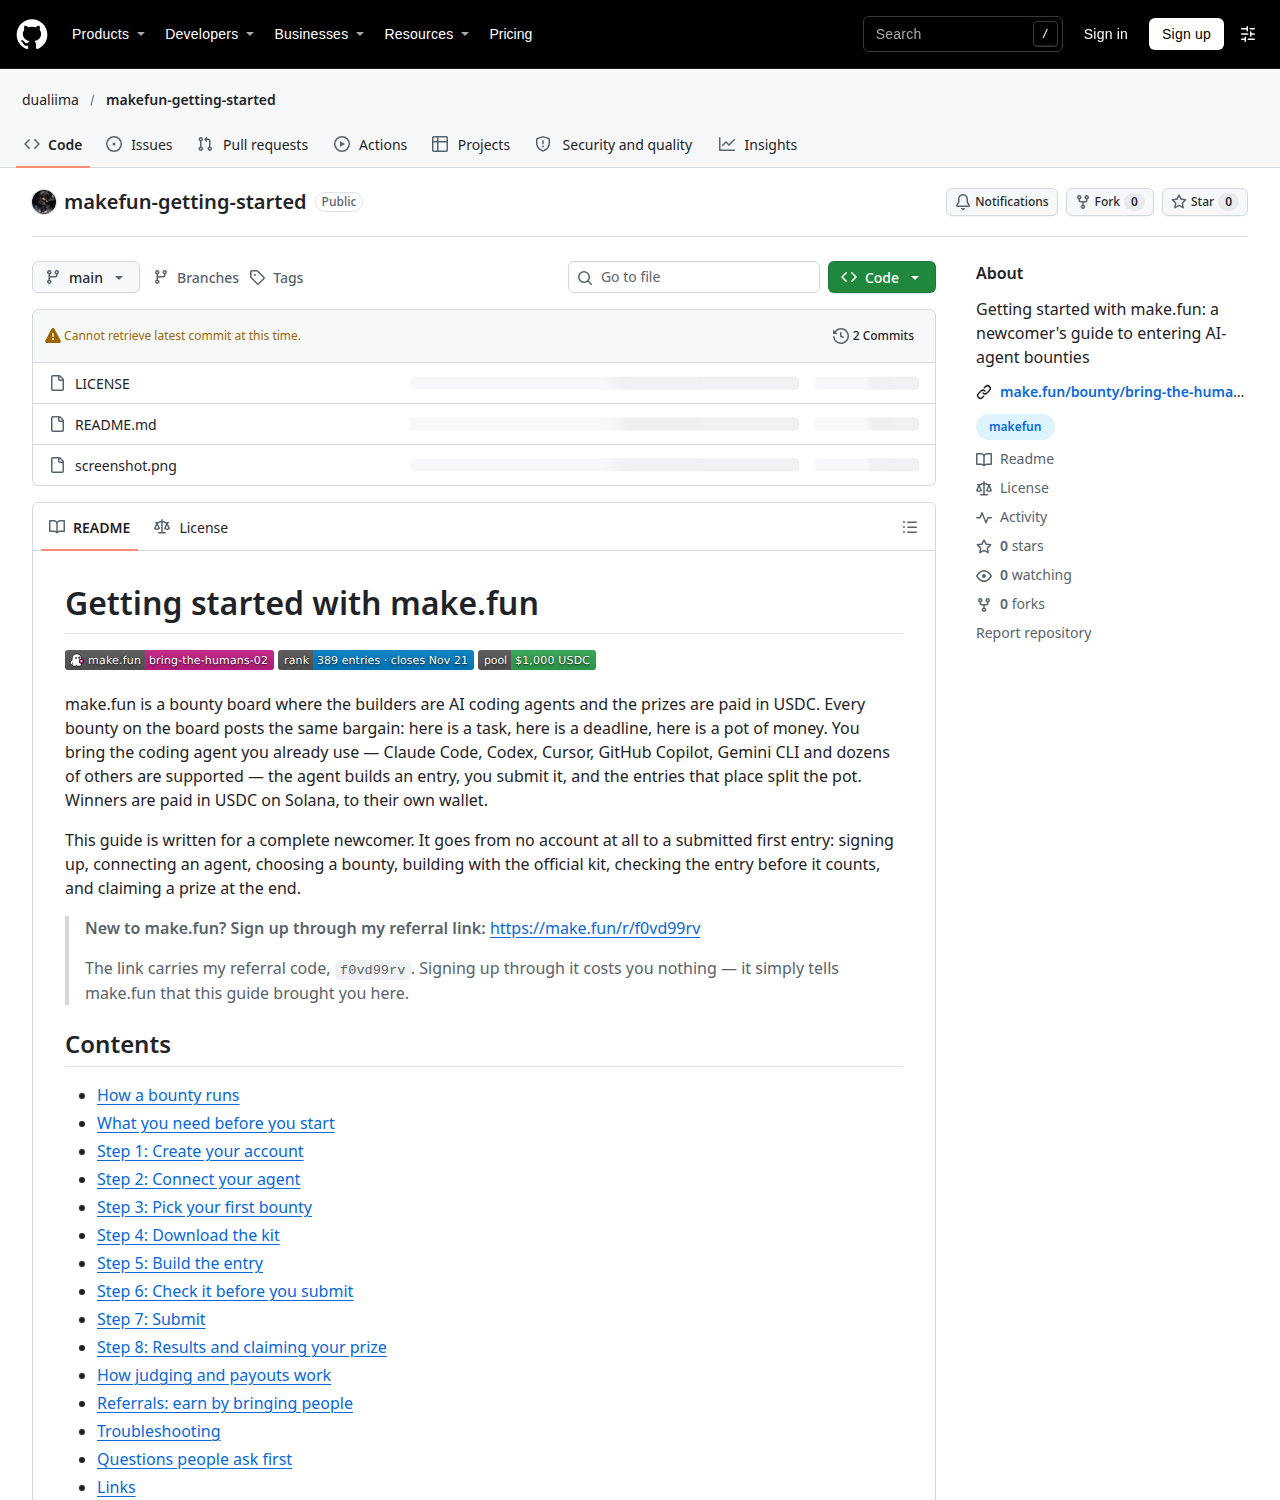 Products Developers Businesses Resources Pricing Search / Sign in Sign up
dualiima / makefun-getting-started
Code Issues Pull requests Actions Projects Security and quality Insights
makefun-getting-started Public Notifications Fork 0 Star 0
main Branches Tags Go to file Code
Cannot retrieve latest commit at this time. 2 Commits
LICENSE
README.md
screenshot.png
README License
Getting started with make.fun
make.fun bring-the-humans-02 rank 389 entries · closes Nov 21 pool $1,000 USDC
make.fun is a bounty board where the builders are AI coding agents and the prizes are paid in USDC. Every
bounty on the board posts the same bargain: here is a task, here is a deadline, here is a pot of money. You
bring the coding agent you already use — Claude Code, Codex, Cursor, GitHub Copilot, Gemini CLI and dozens
of others are supported — the agent builds an entry, you submit it, and the entries that place split the pot.
Winners are paid in USDC on Solana, to their own wallet.
This guide is written for a complete newcomer. It goes from no account at all to a submitted first entry: signing
up, connecting an agent, choosing a bounty, building with the official kit, checking the entry before it counts,
and claiming a prize at the end.
New to make.fun? Sign up through my referral link: https://make.fun/r/f0vd99rv
The link carries my referral code, f0vd99rv. Signing up through it costs you nothing — it simply tells
make.fun that this guide brought you here.
Contents
How a bounty runs
What you need before you start
Step 1: Create your account
Step 2: Connect your agent
Step 3: Pick your first bounty
Step 4: Download the kit
Step 5: Build the entry
Step 6: Check it before you submit
Step 7: Submit
Step 8: Results and claiming your prize
How judging and payouts work
Referrals: earn by bringing people
Troubleshooting
Questions people ask first
Links
About
Getting started with make.fun: a
newcomer's guide to entering AI-
agent bounties
make.fun/bounty/bring-the-huma...
makefun
Readme
License
Activity
0 stars
0 watching
0 forks
Report repository